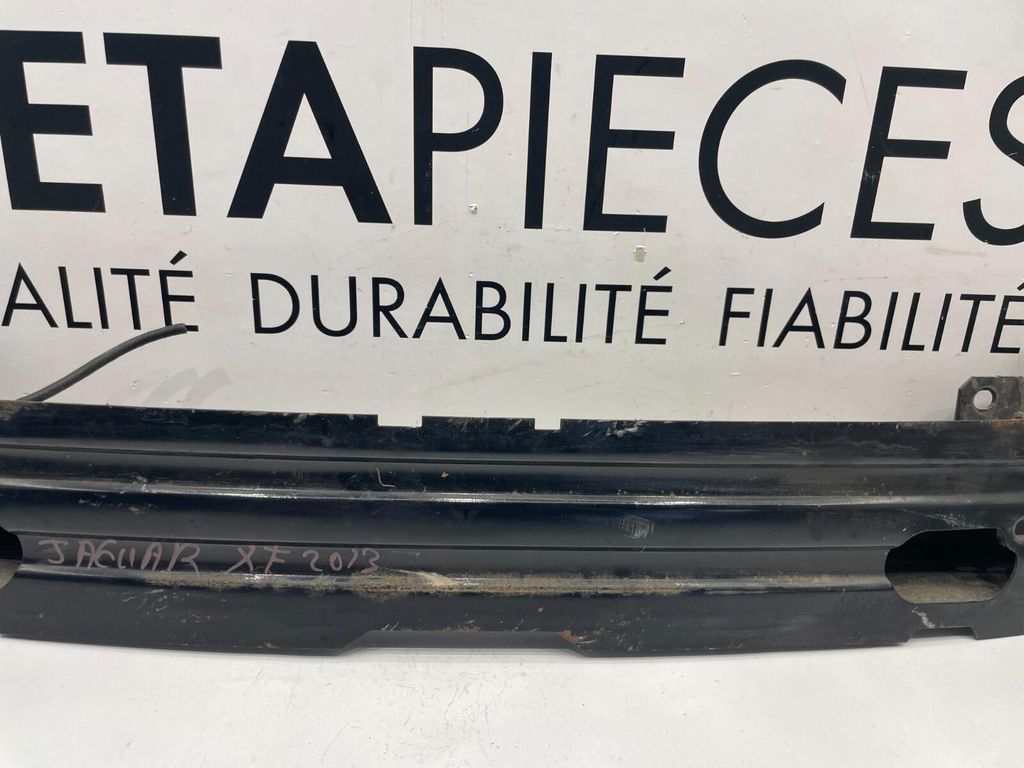 ETAPIECES
ALITÉ DURABILITÉ FIABILITÉ
JAGUAR XF 2013